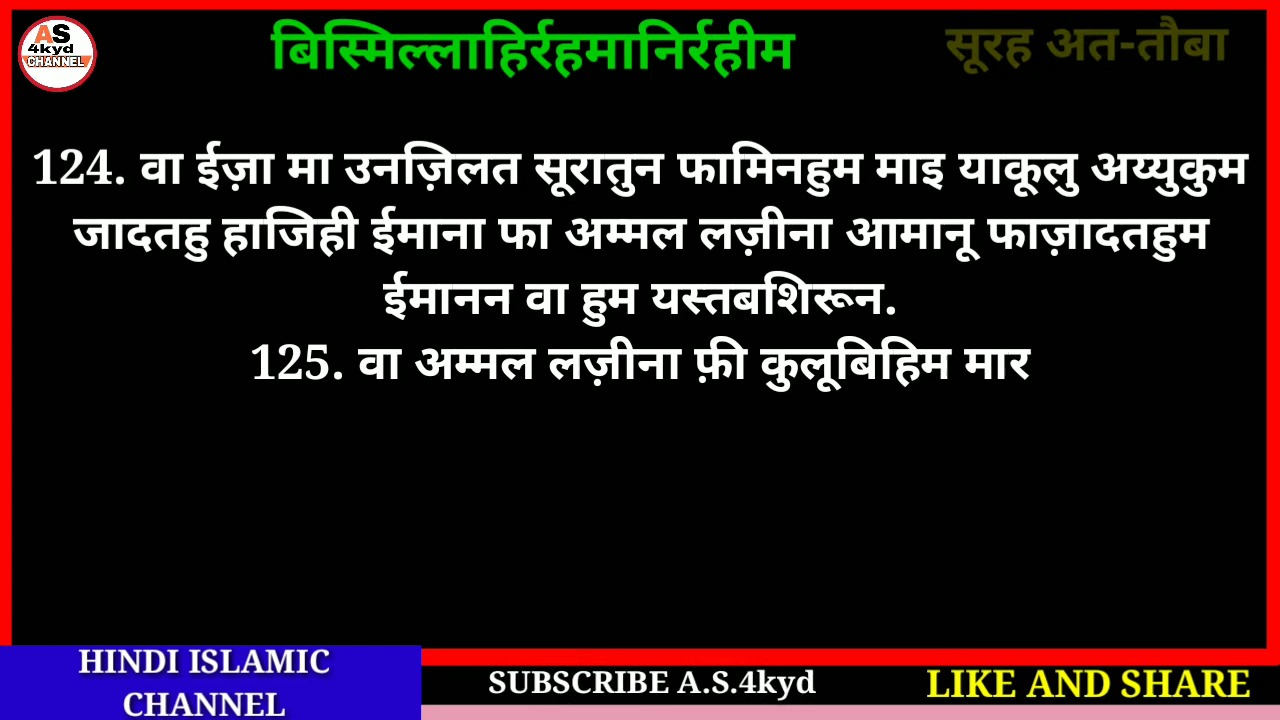 AS
4kyd
CHANNEL
बिस्मिल्लाहिर्रहमानिर्रहीम
सूरह अत-तौबा
124. वा ईज़ा मा उनज़िलत सूरातुन फामिनहुम माइ याकूलु अय्युकुम
जादतहु हाजिही ईमाना फा अम्मल लज़ीना आमानू फाज़ादतहुम
ईमानन वा हुम यस्तबशिरून.
125. वा अम्मल लज़ीना फ़ी कुलूबिहिम मार
HINDI ISLAMIC
CHANNEL
SUBSCRIBE A.S.4kyd
LIKE AND SHARE